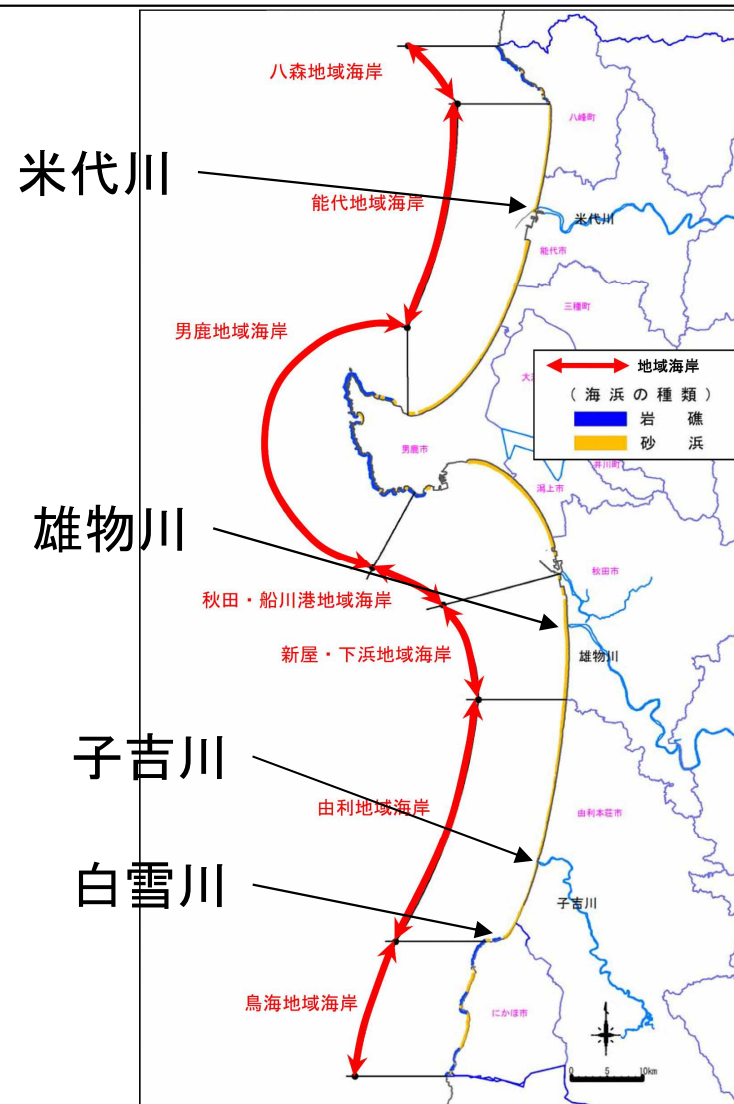 八森地域海岸
八峰町
米代川
能代地域海岸
米代川
能代市
三種町
男鹿地域海岸
地域海岸
(海浜の種類)
岩 礁
砂 浜
大
男鹿市
井川町
潟上市
雄物川
秋田市
秋田・船川港地域海岸
新屋・下浜地域海岸
雄物川
子吉川
由利地域海岸
由利本荘市
白雪川
子吉川
鳥海地域海岸
にかほ市
0 5 10km